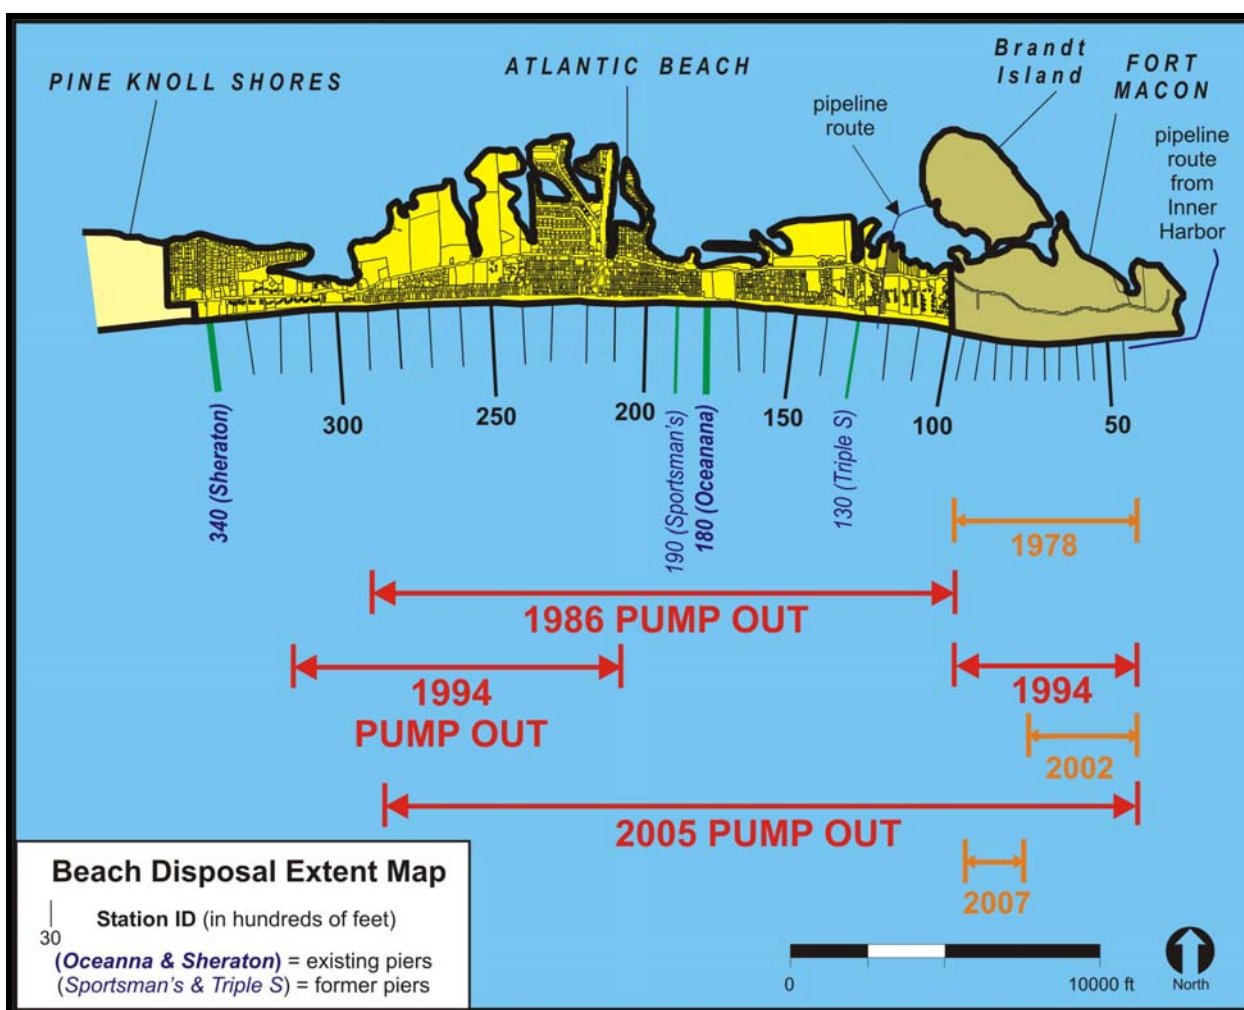 PINE KNOLL SHORES
ATLANTIC BEACH
Brandt
Island
FORT
MACON
pipeline
route
pipeline
route
from
Inner
Harbor
300
250
200
150
100
50
340 (Sheraton)
190 (Sportsman's)
180 (Oceanana)
130 (Triple S)
1978
1986 PUMP OUT
1994
PUMP OUT
1994
2002
2005 PUMP OUT
2007
Beach Disposal Extent Map
Station ID (in hundreds of feet)
30
(Oceanna & Sheraton) = existing piers
(Sportsman's & Triple S) = former piers
0
10000 ft
North